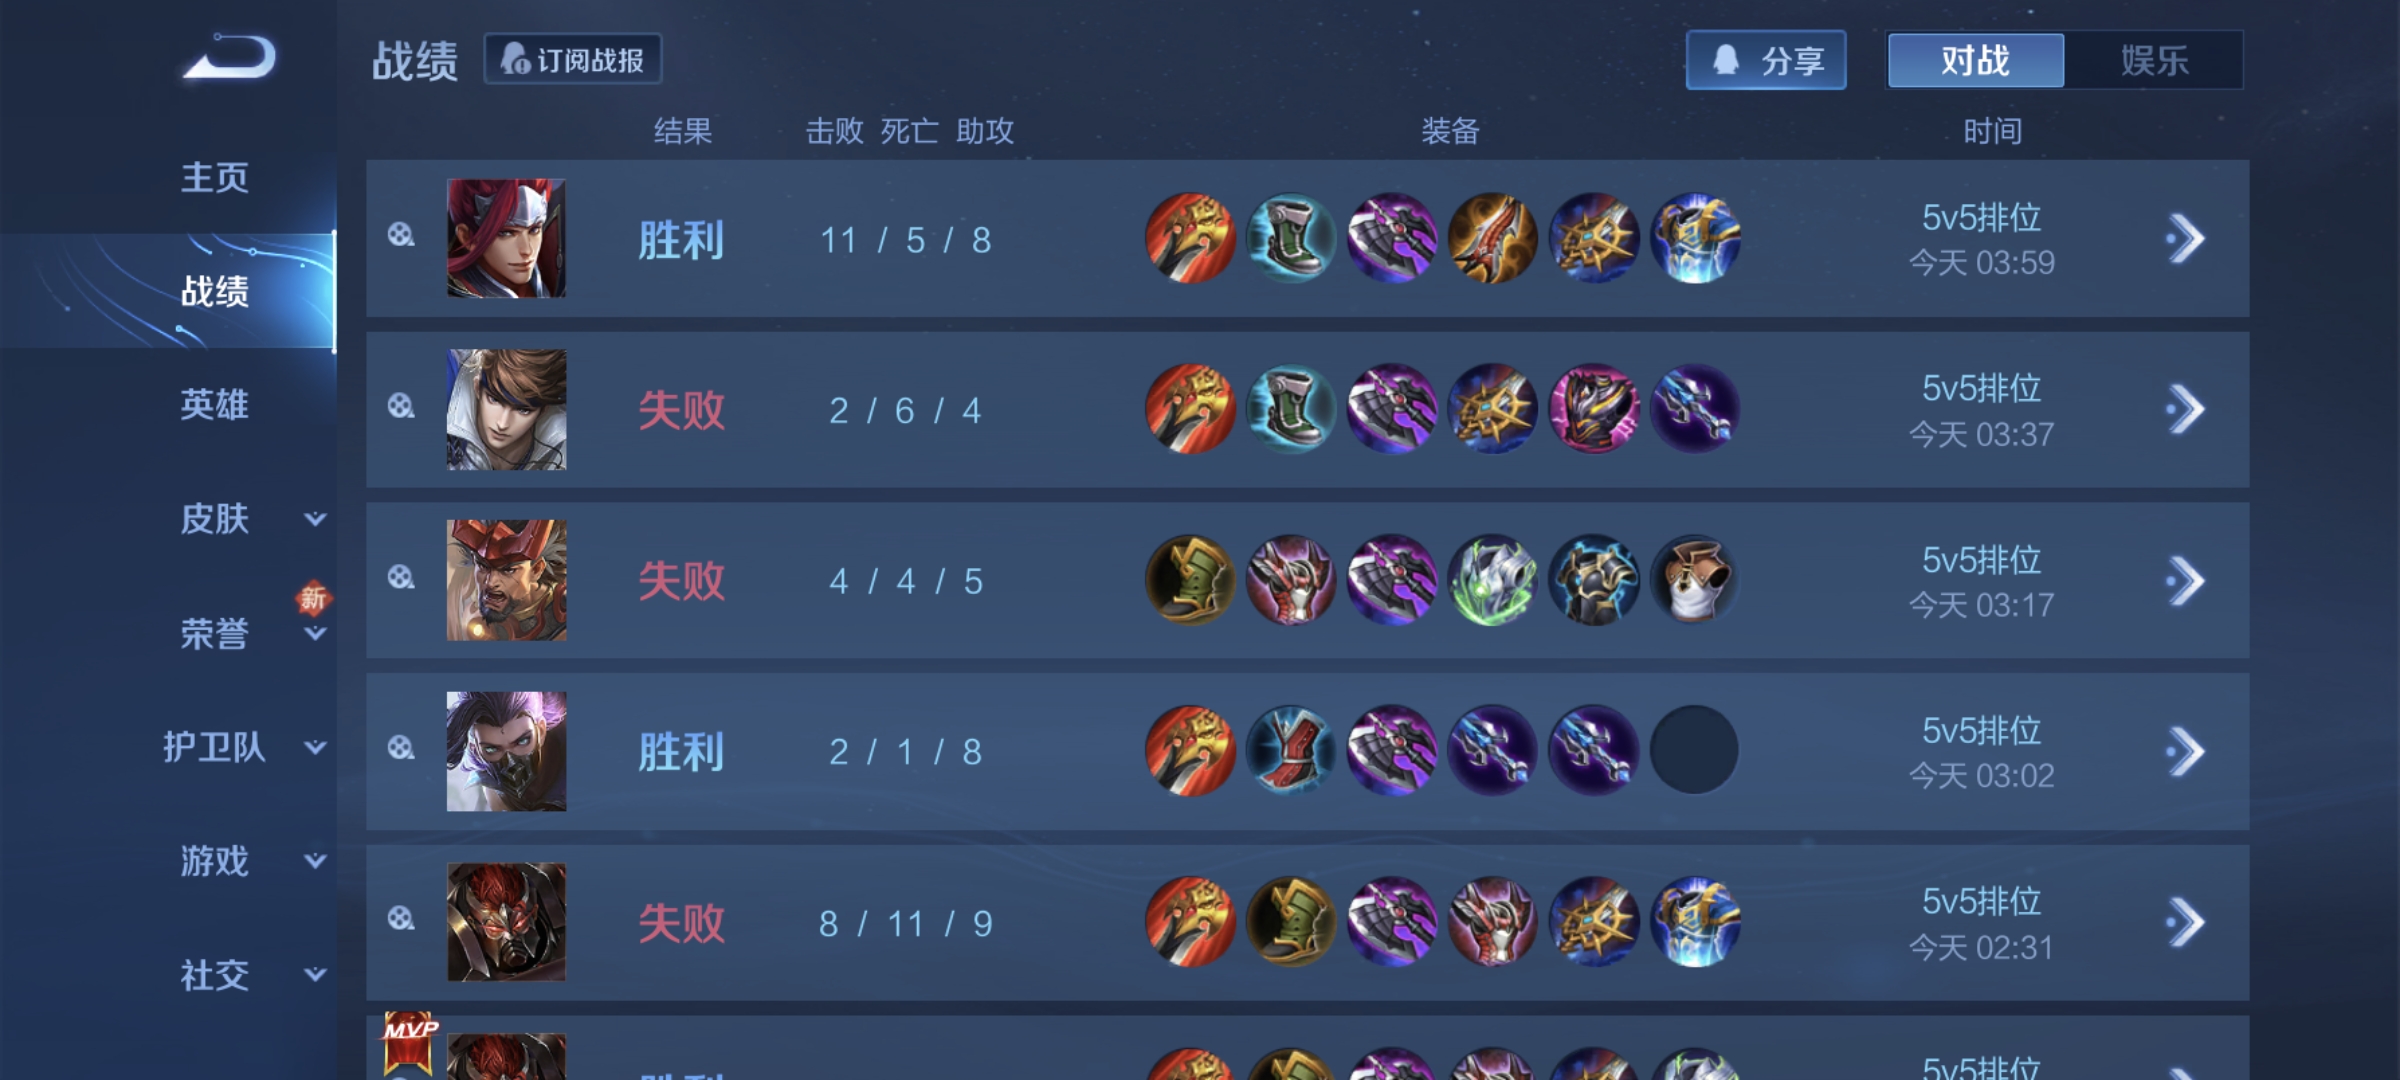 战绩 订阅战报 分享 对战 娱乐
结果 击败 死亡 助攻 装备 时间
主页
战绩
英雄
皮肤
新
荣誉
护卫队
游戏
社交
胜利 11 / 5 / 8 5v5排位
今天 03:59
失败 2 / 6 / 4 5v5排位
今天 03:37
失败 4 / 4 / 5 5v5排位
今天 03:17
胜利 2 / 1 / 8 5v5排位
今天 03:02
失败 8 / 11 / 9 5v5排位
今天 02:31
MVP
胜利 5v5排位